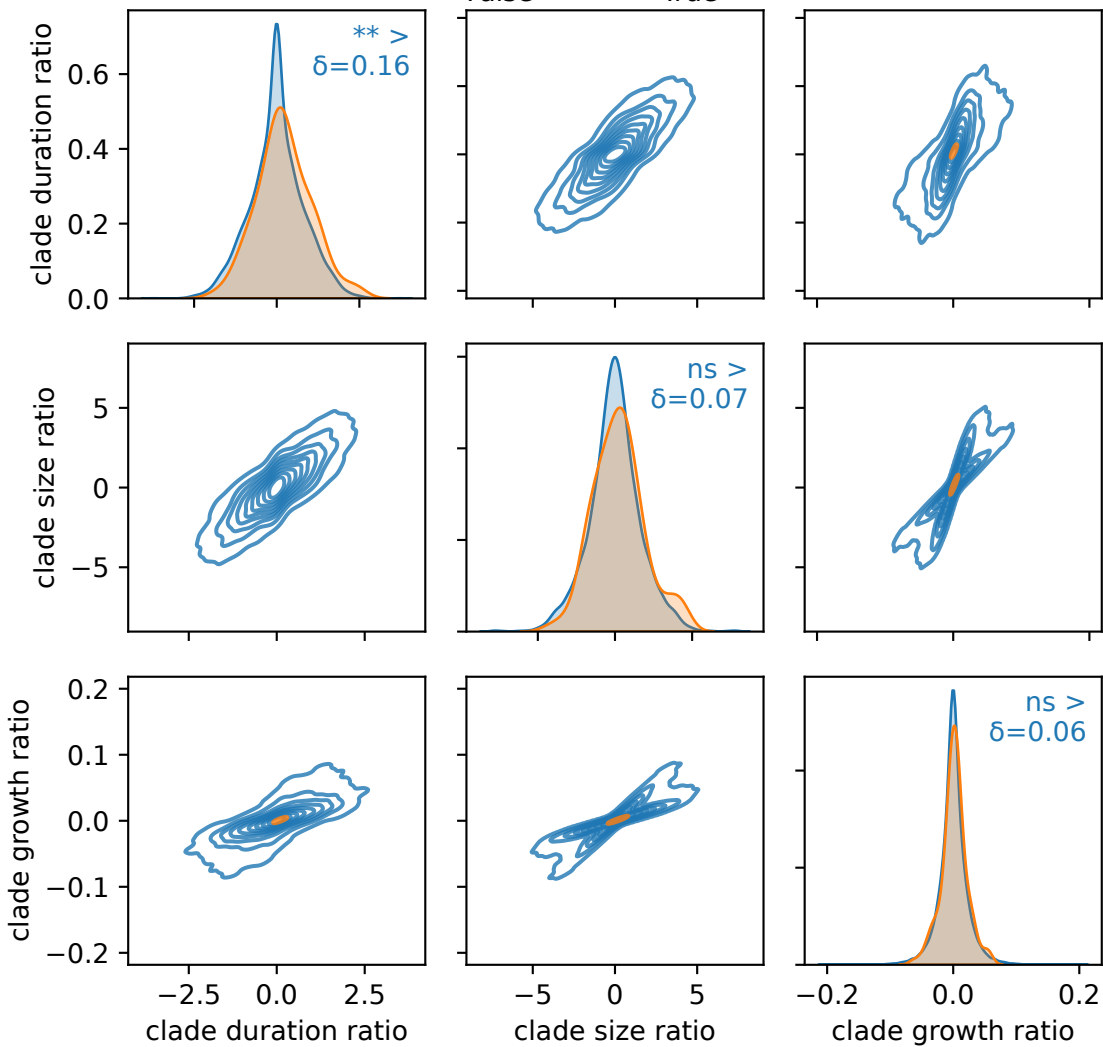 False True
clade duration ratio
0.6
0.4
0.2
0.0
** >
δ=0.16
clade size ratio
5
0
−5
ns >
δ=0.07
clade growth ratio
0.2
0.1
0.0
−0.1
−0.2
ns >
δ=0.06
−2.5 0.0 2.5
−5 0 5
−0.2 0.0 0.2
clade duration ratio
clade size ratio
clade growth ratio